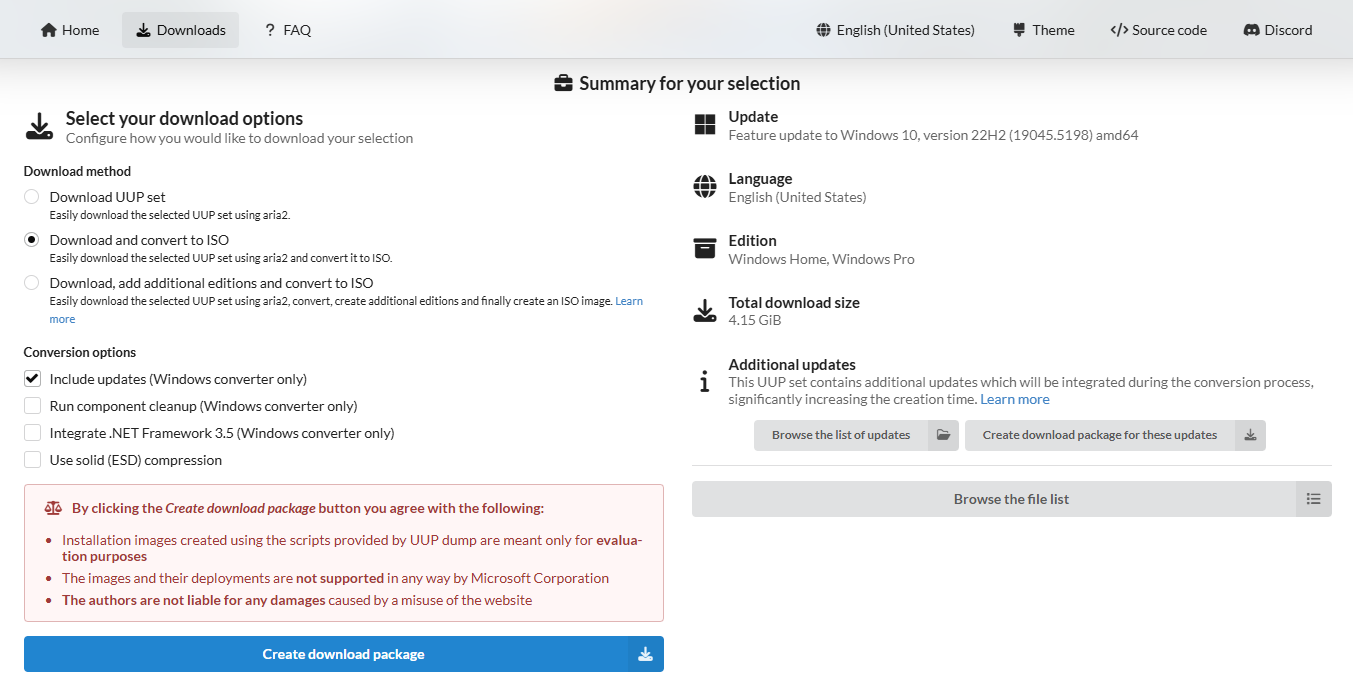 Home
Downloads
? FAQ
English (United States)
Theme
</> Source code
Discord
Summary for your selection
Select your download options
Configure how you would like to download your selection
Download method
Download UUP set
Easily download the selected UUP set using aria2.
Download and convert to ISO
Easily download the selected UUP set using aria2 and convert it to ISO.
Download, add additional editions and convert to ISO
Easily download the selected UUP set using aria2, convert, create additional editions and finally create an ISO image. Learn
more
Conversion options
Include updates (Windows converter only)
Run component cleanup (Windows converter only)
Integrate .NET Framework 3.5 (Windows converter only)
Use solid (ESD) compression
By clicking the Create download package button you agree with the following:
• Installation images created using the scripts provided by UUP dump are meant only for evalua-
tion purposes
• The images and their deployments are not supported in any way by Microsoft Corporation
• The authors are not liable for any damages caused by a misuse of the website
Create download package
Update
Feature update to Windows 10, version 22H2 (19045.5198) amd64
Language
English (United States)
Edition
Windows Home, Windows Pro
Total download size
4.15 GiB
Additional updates
This UUP set contains additional updates which will be integrated during the conversion process,
significantly increasing the creation time. Learn more
Browse the list of updates
Create download package for these updates
Browse the file list